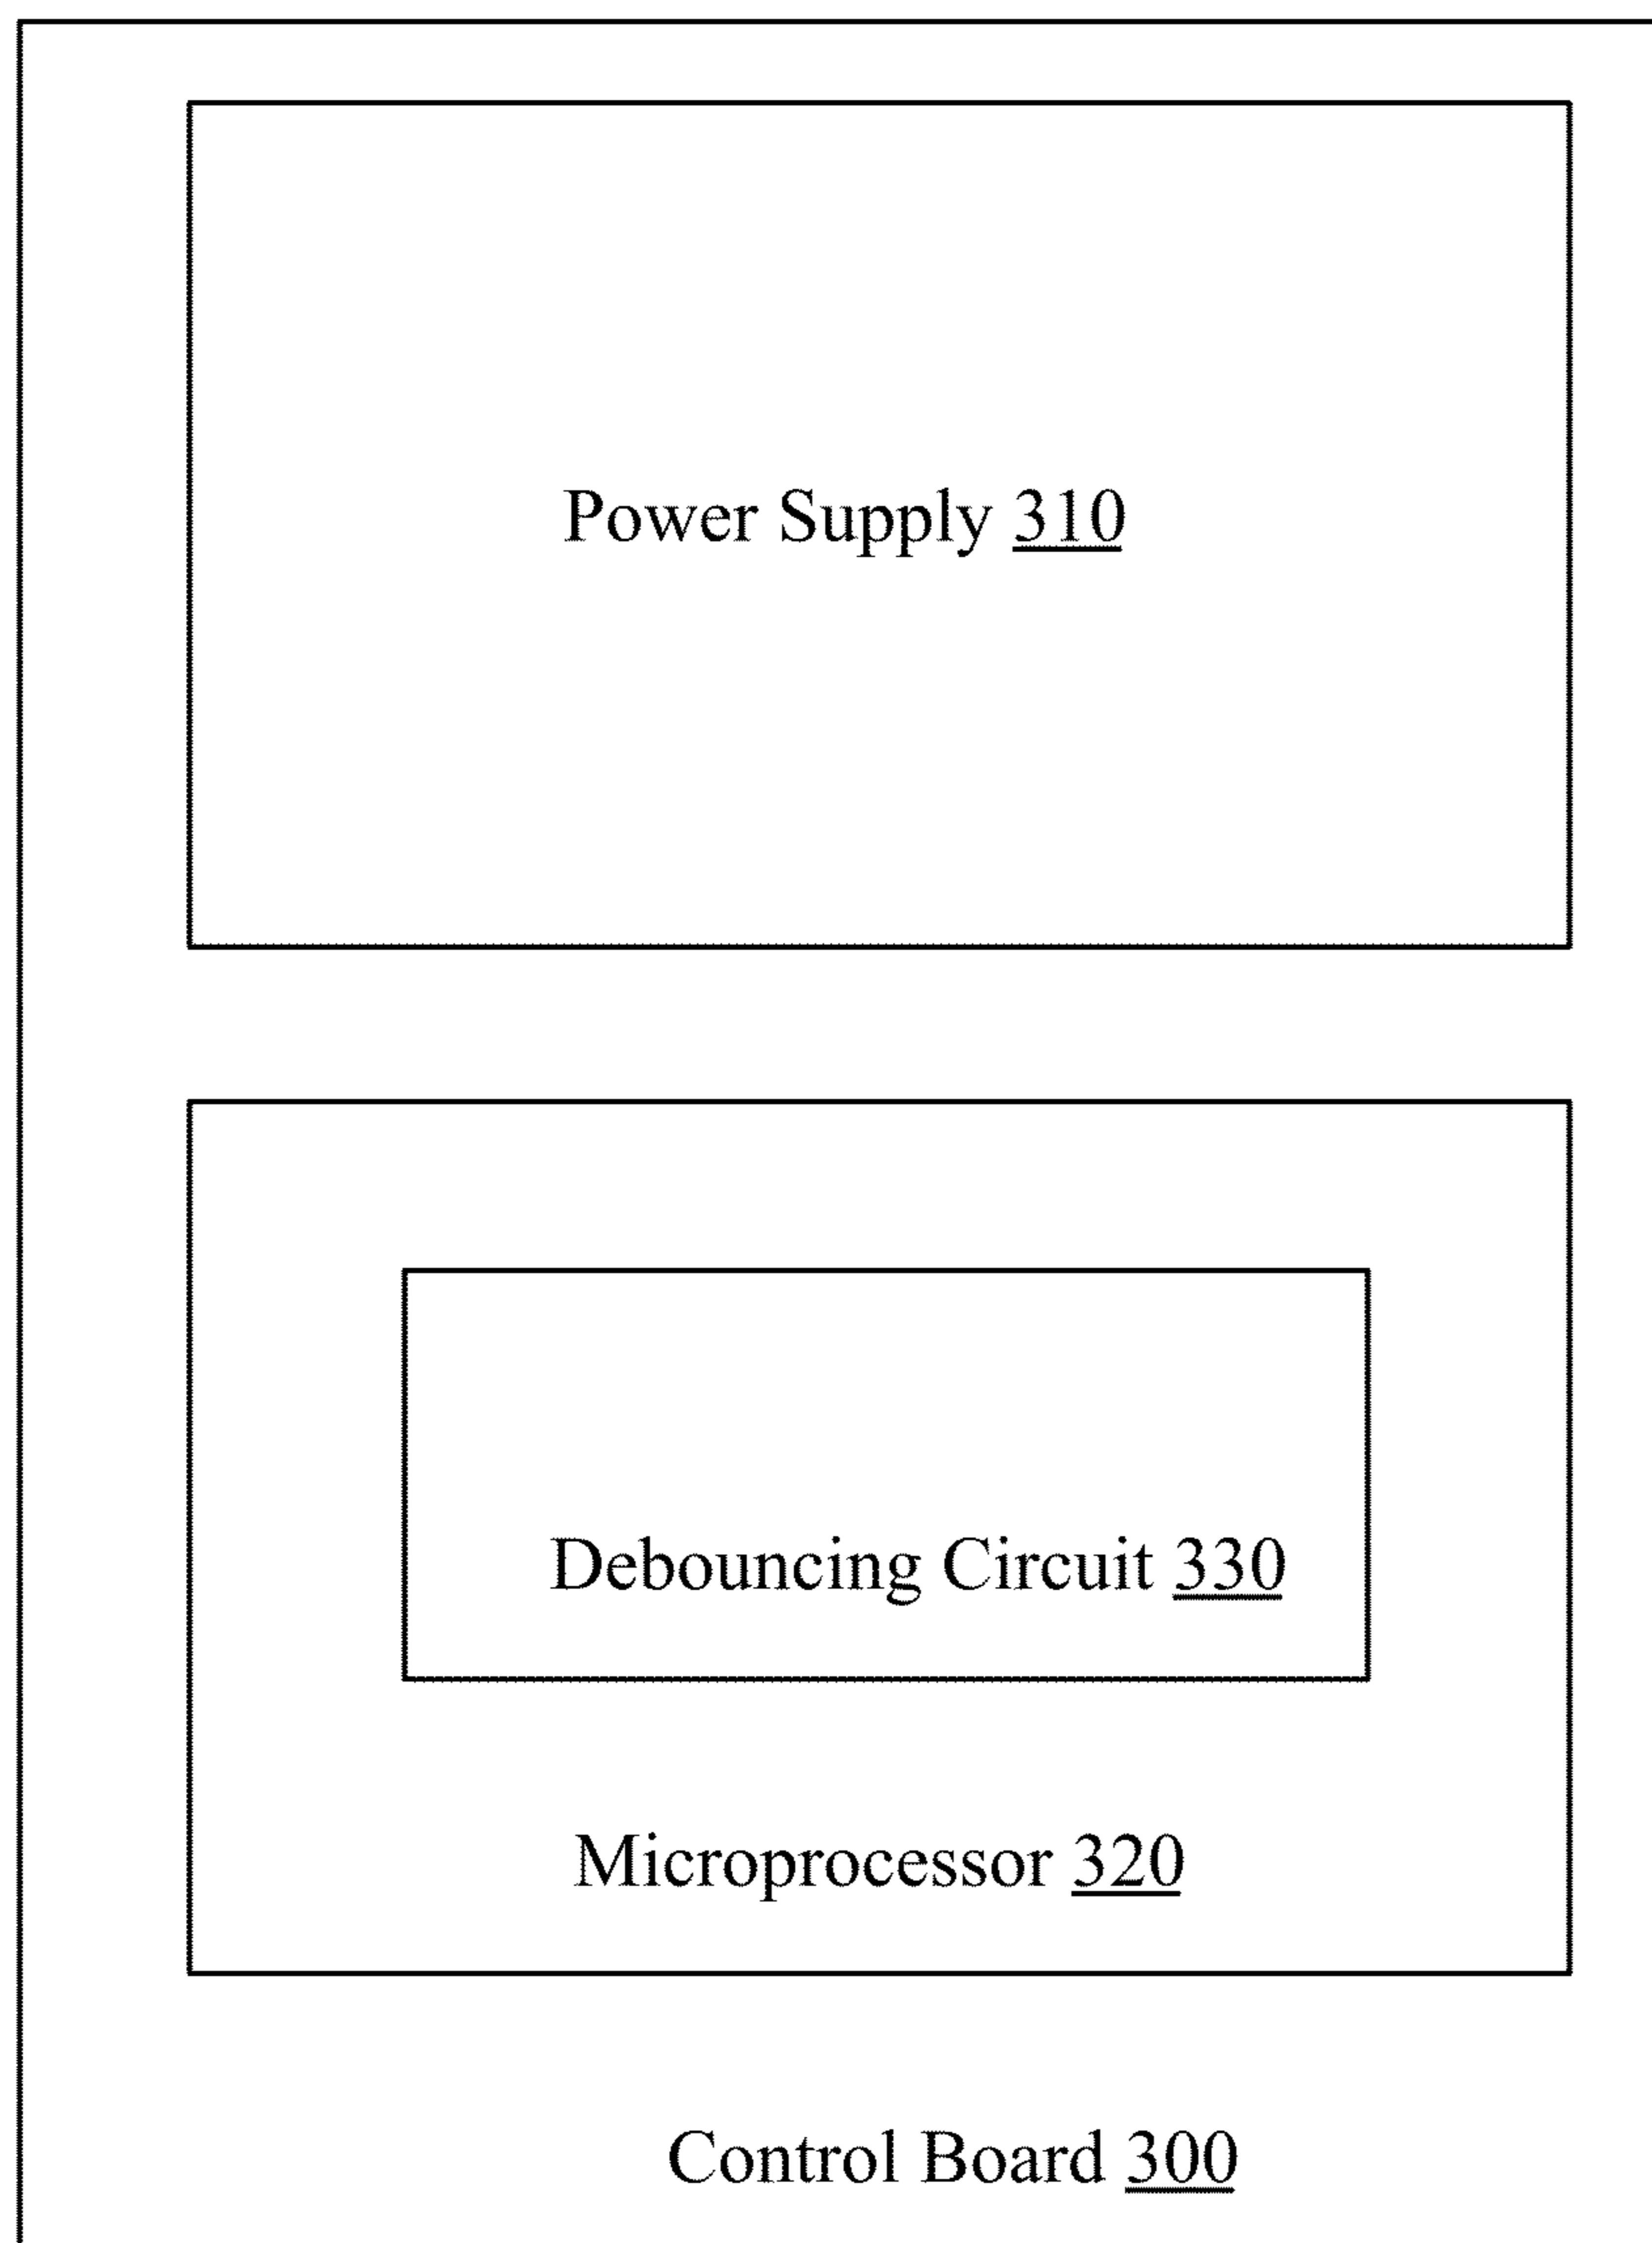 Power Supply 310
Debouncing Circuit 330
Microprocessor 320
Control Board 300